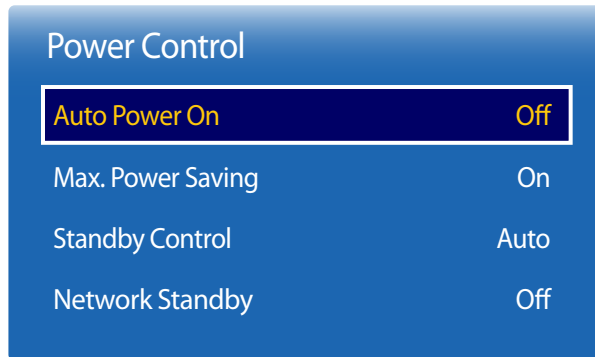 Power Control
Auto Power On Off
Max. Power Saving On
Standby Control Auto
Network Standby Off